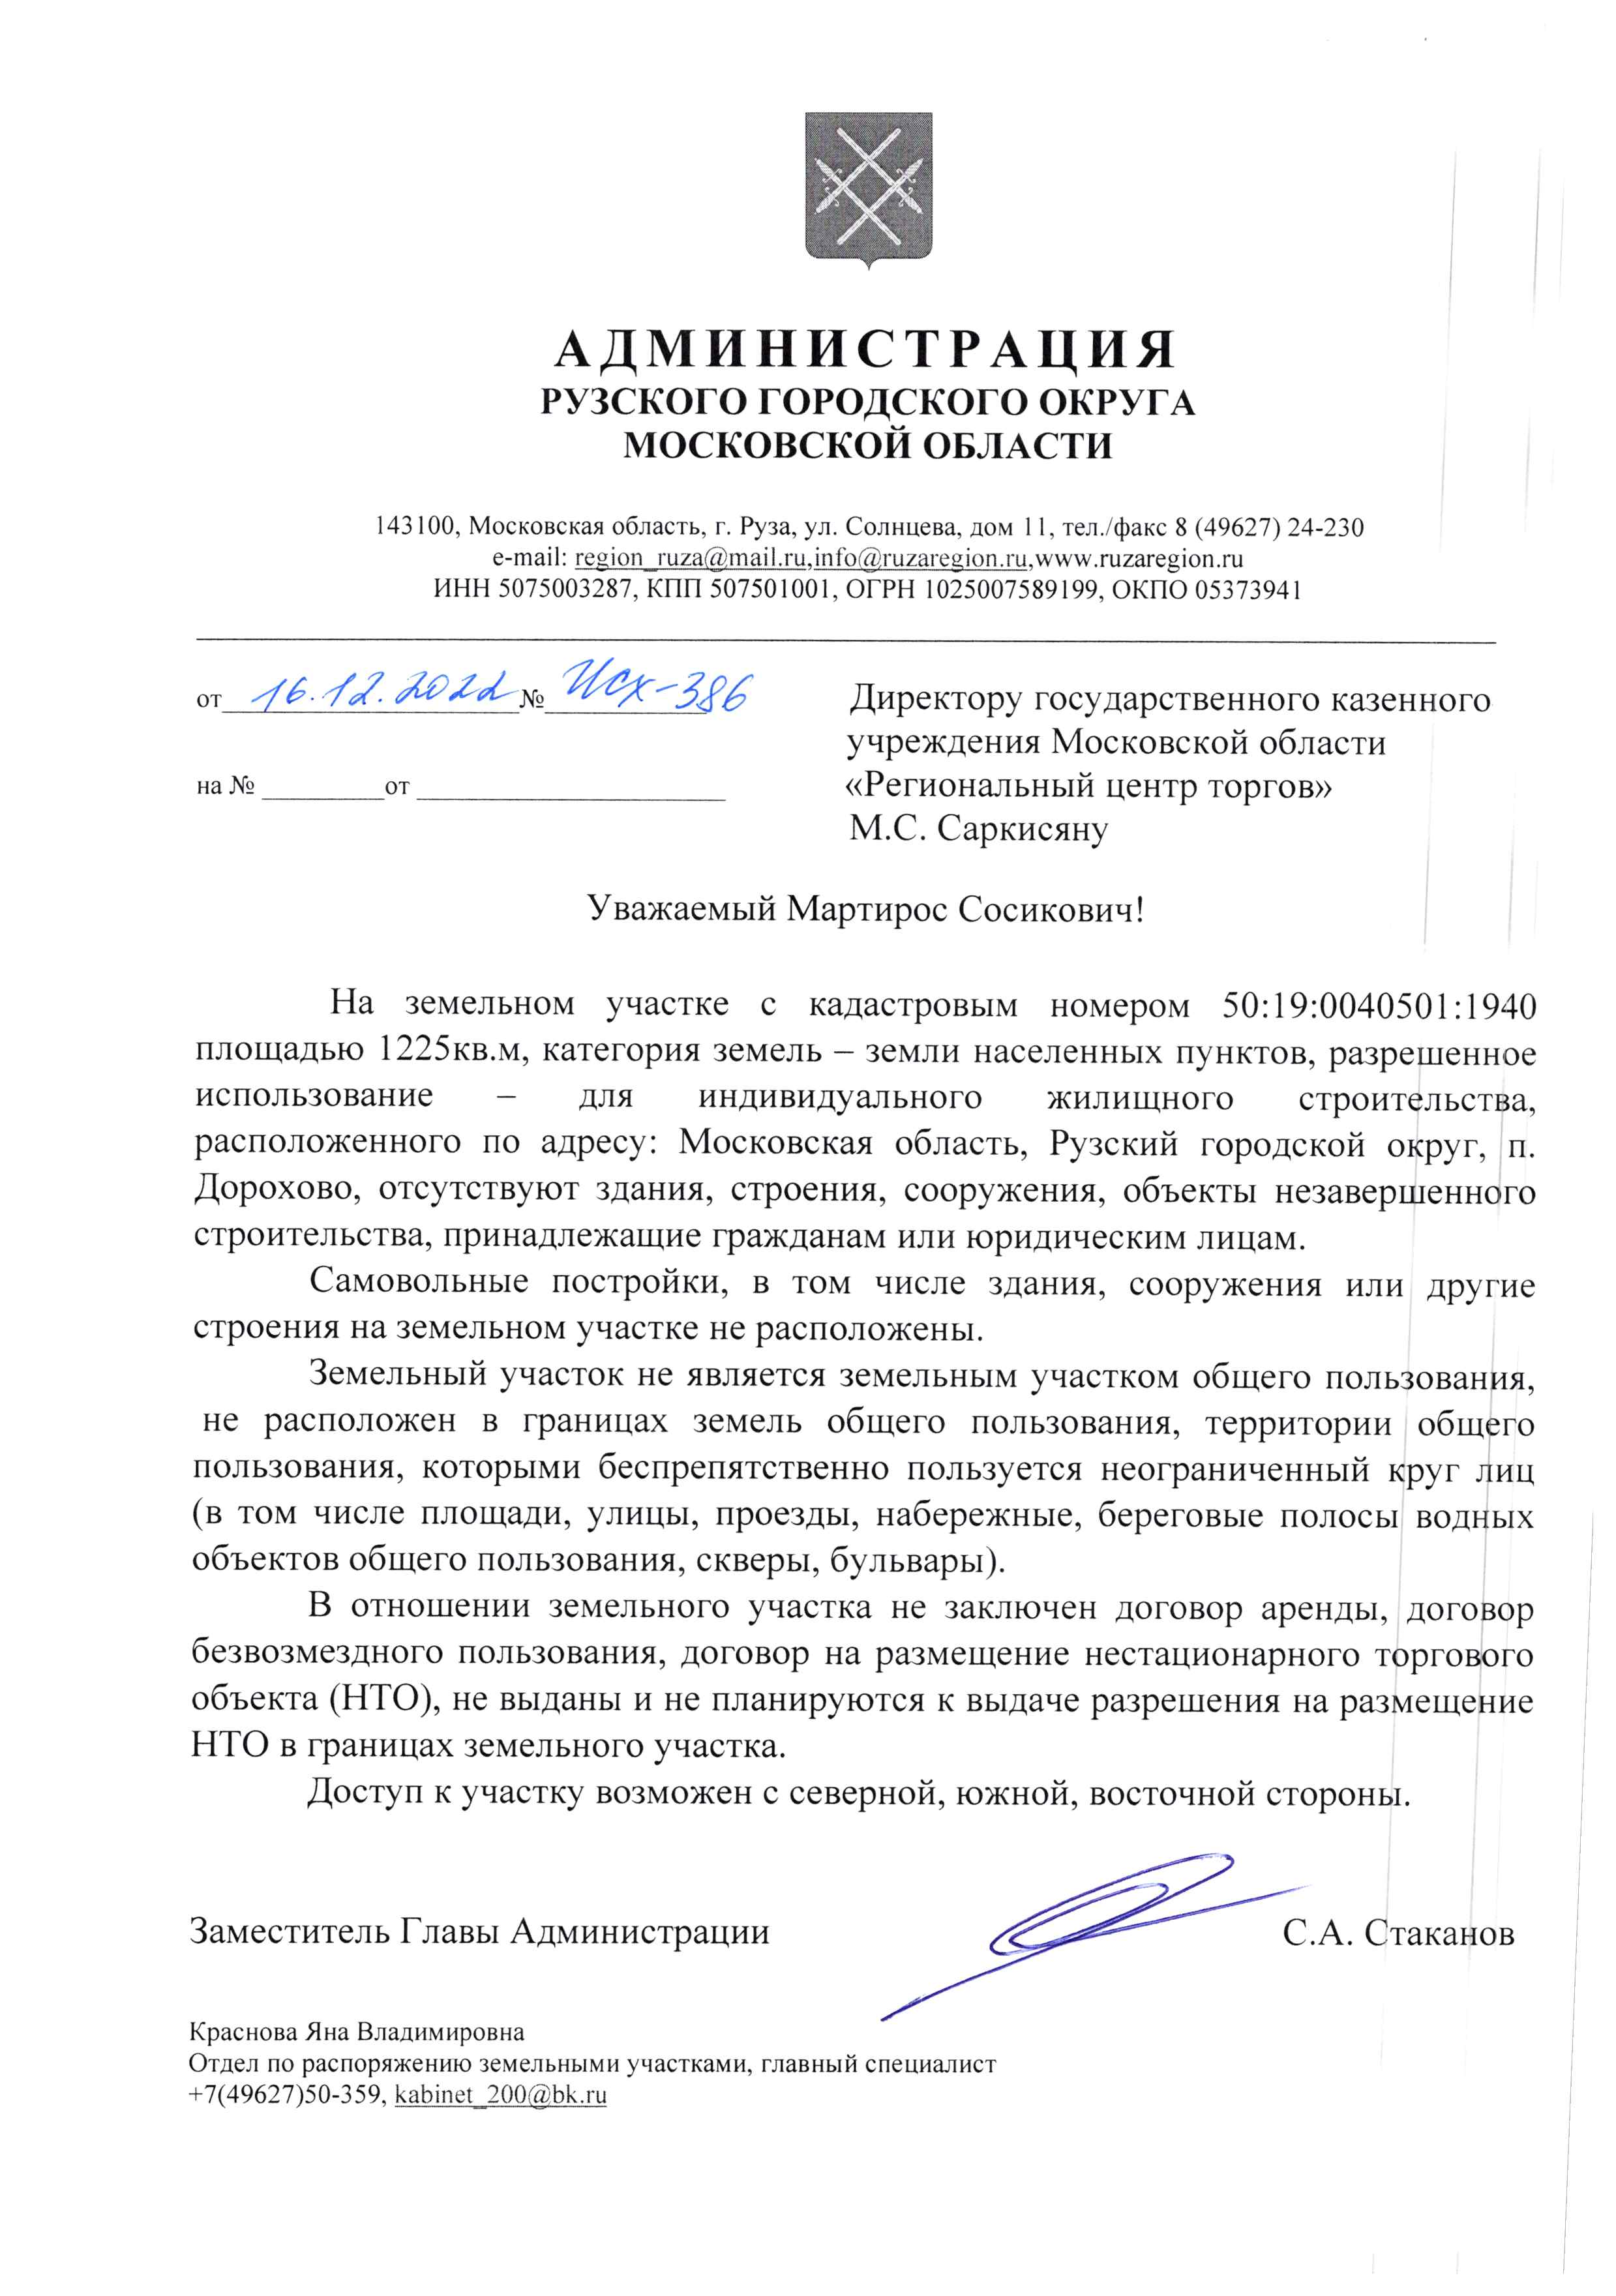 АДМИНИСТРАЦИЯ
РУЗСКОГО ГОРОДСКОГО ОКРУГА
МОСКОВСКОЙ ОБЛАСТИ
143100, Московская область, г. Руза, ул. Солнцева, дом 11, тел./факс 8 (49627) 24-230
e-mail: region_ruza@mail.ru,info@ruzaregion.ru,www.ruzaregion.ru
ИНН 5075003287, КПП 507501001, ОГРН 1025007589199, ОКПО 05373941
от 16.12.2022 № Исх-386
на № __________от
Директору государственного казенного
учреждения Московской области
«Региональный центр торгов»
М.С. Саркисяну
Уважаемый Мартирос Сосикович!
На земельном участке с кадастровым номером 50:19:0040501:1940
площадью 1225кв.м, категория земель – земли населенных пунктов, разрешенное
использование – для индивидуального жилищного строительства,
расположенного по адресу: Московская область, Рузский городской округ, п.
Дорохово, отсутствуют здания, строения, сооружения, объекты незавершенного
строительства, принадлежащие гражданам или юридическим лицам.
Самовольные постройки, в том числе здания, сооружения или другие
строения на земельном участке не расположены.
Земельный участок не является земельным участком общего пользования,
не расположен в границах земель общего пользования, территории общего
пользования, которыми беспрепятственно пользуется неограниченный круг лиц
(в том числе площади, улицы, проезды, набережные, береговые полосы водных
объектов общего пользования, скверы, бульвары).
В отношении земельного участка не заключен договор аренды, договор
безвозмездного пользования, договор на размещение нестационарного торгового
объекта (НТО), не выданы и не планируются к выдаче разрешения на размещение
НТО в границах земельного участка.
Доступ к участку возможен с северной, южной, восточной стороны.
Заместитель Главы Администрации С.А. Стаканов
Краснова Яна Владимировна
Отдел по распоряжению земельными участками, главный специалист
+7(49627)50-359, kabinet_200@bk.ru